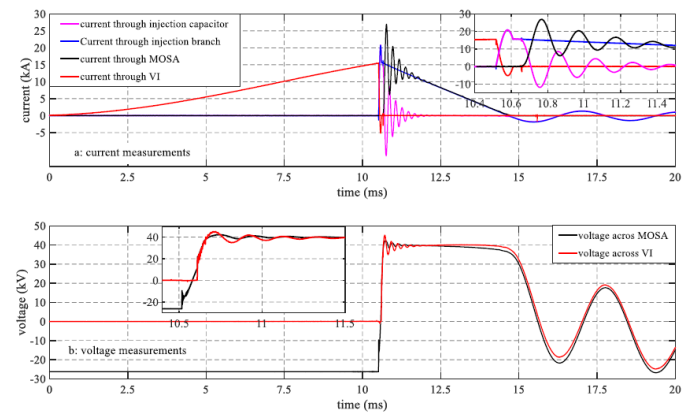 30
25
20
15
10
5
0
-5
current (kA)
current through injection capacitor
Current through injection branch
current through MOSA
current through VI
30
20
10
0
-10
10.4 10.6 10.8 11 11.2 11.4
a: current measurements
0 2.5 5 7.5 10 12.5 15 17.5 20
time (ms)
50
40
30
20
10
0
-10
-20
-30
voltage (kV)
40
20
0
-20
10.5 11 11.5
voltage acros MOSA
voltage across VI
b: voltage measurements
0 2.5 5 7.5 10 12.5 15 17.5 20
time (ms)